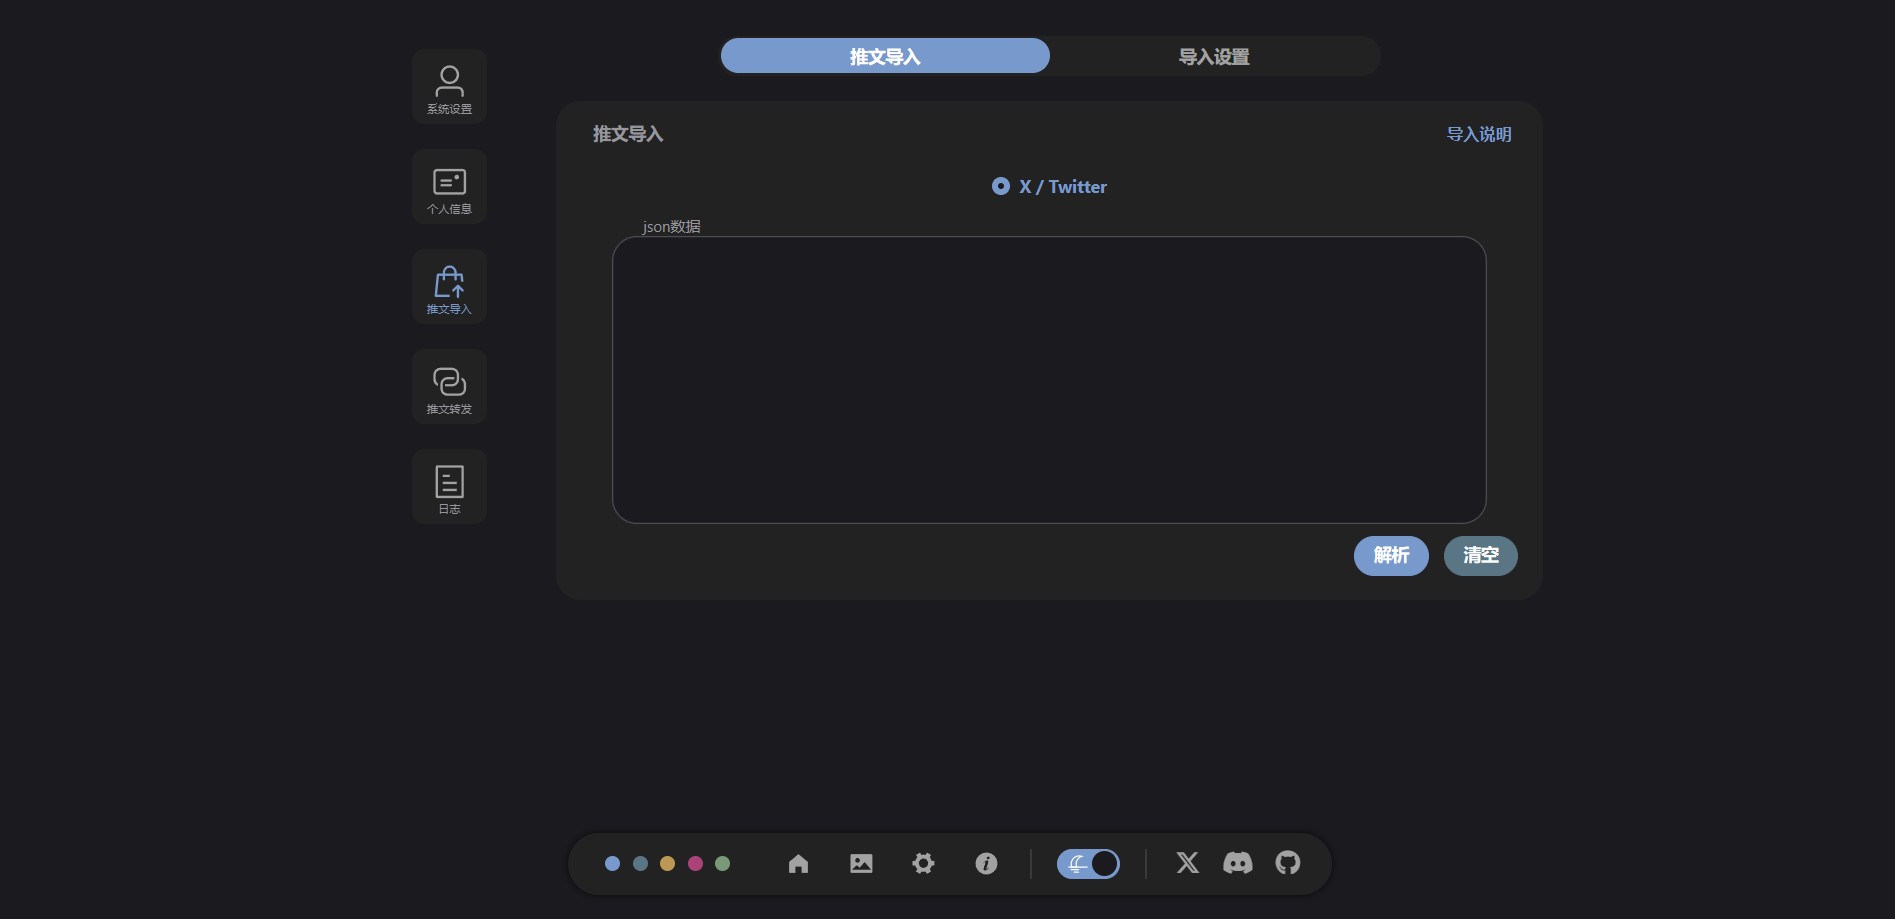 推文导入
导入设置
系统设置
个人信息
推文导入
推文转发
日志
推文导入
导入说明
X / Twitter
json数据
解析
清空